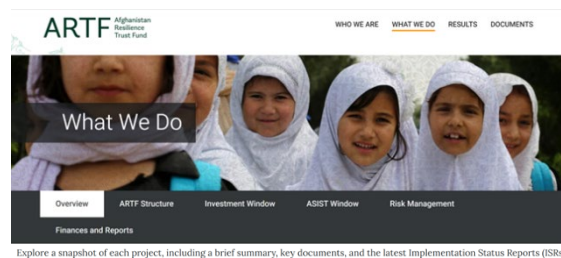 ARTF Afghanistan
Resilience
Trust Fund
WHO WE ARE WHAT WE DO RESULTS DOCUMENTS
What We Do
Overview ARTF Structure Investment Window ASIST Window Risk Management
Finances and Reports
Explore a snapshot of each project, including a brief summary, key documents, and the latest Implementation Status Reports (ISRs